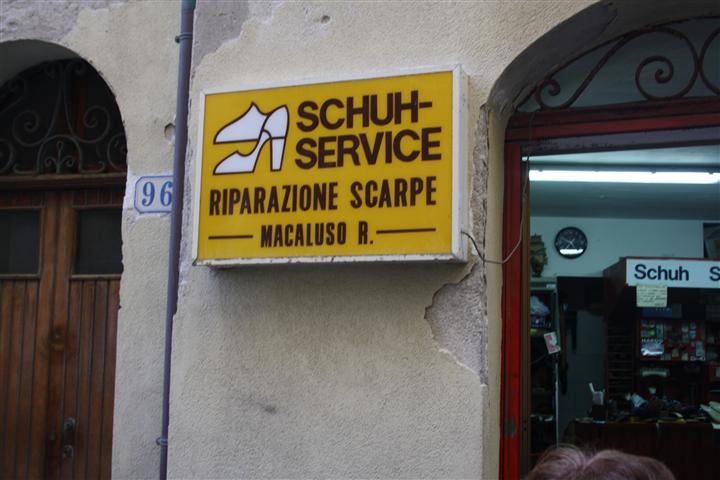 96
SCHUH-
SERVICE
RIPARAZIONE SCARPE
MACALUSO R.
Schuh S